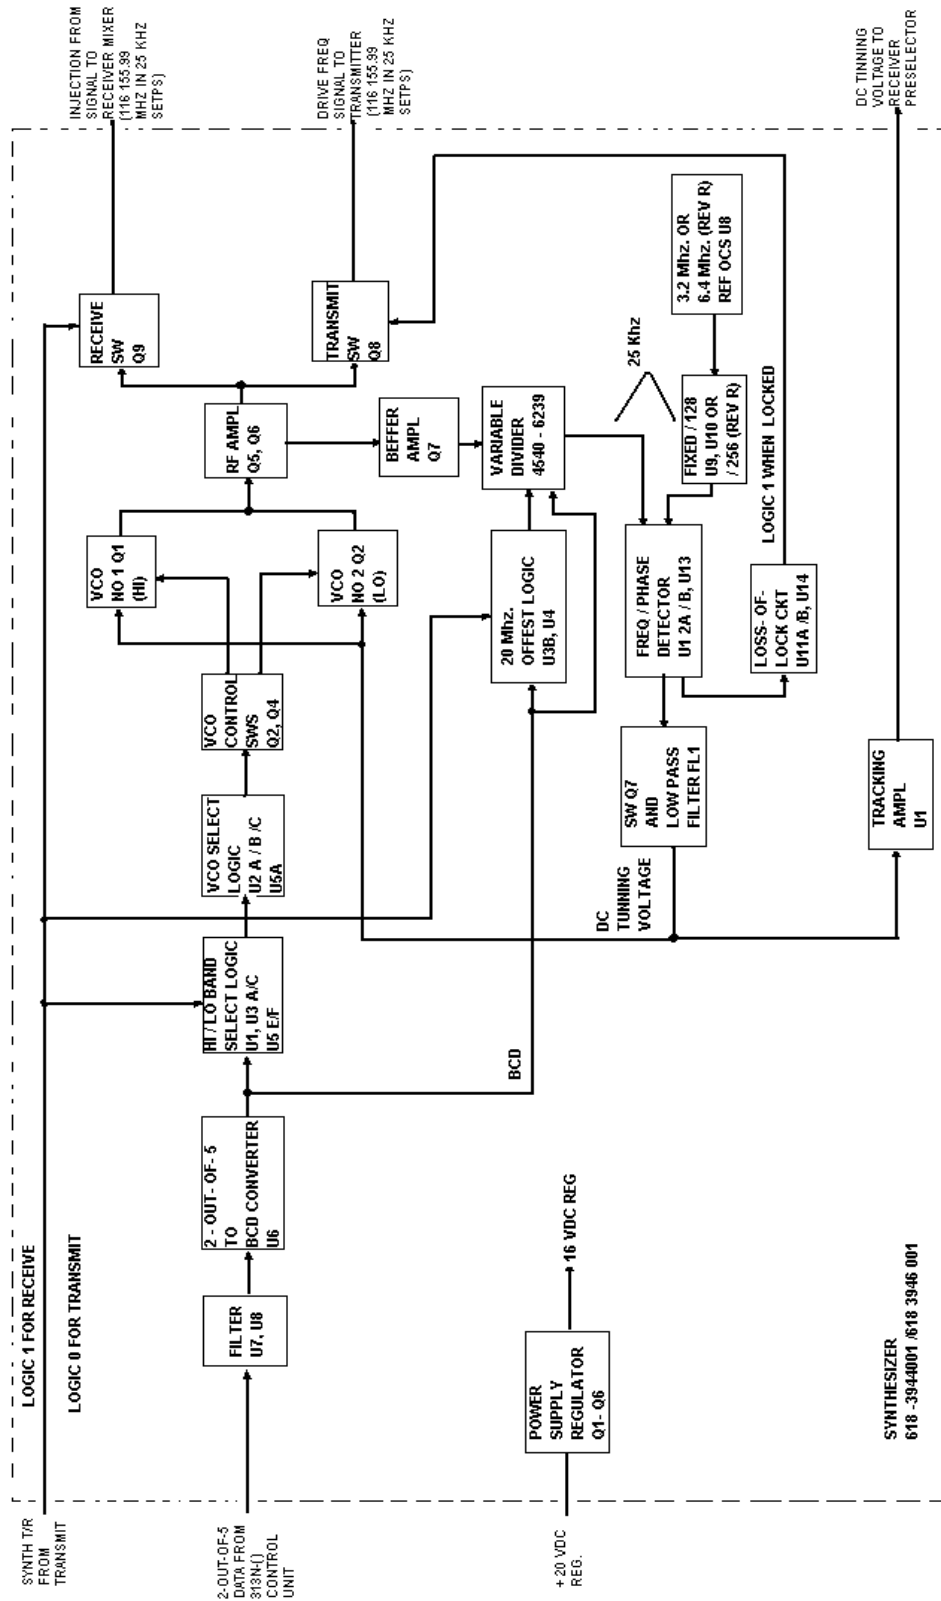 SYNTH T/R
FROM
TRANSMIT
LOGIC 1 FOR RECEIVE
LOGIC 0 FOR TRANSMIT
2-OUT-OF-5
DATA FROM
313N-()
CONTROL
UNIT
FILTER
U7, U8
2 - OUT- OF- 5
TO
BCD CONVERTER
U6
HI / LO BAND
SELECT LOGIC
U1, U3 A/C
U5 E/F
VCO SELECT
LOGIC
U2 A / B /C
U5A
VCO
CONTROL
SWS
Q2, Q4
VCO
NO 1 Q1
(HI)
VCO
NO 2 Q2
(LO)
RF AMPL
Q5, Q6
RECEIVE
SW
Q9
INJECTION FROM
SIGNAL TO
RECEIVER MIXER
(116 155.99
MHZ IN 25 KHZ
SETPS)
TRANSMIT
SW
Q8
DRIVE FREQ
SIGNAL TO
TRANSMITTER
(116 155.99
MHZ IN 25 KHZ
SETPS)
BEFFER
AMPL
Q7
VARIABLE
DIVIDER
4540 - 6239
20 Mhz.
OFFEST LOGIC
U3B, U4
BCD
25 Khz
3.2 Mhz. OR
6.4 Mhz. (REV R)
REF OCS U8
FIXED / 128
U9, U10 OR
/ 256 (REV R)
FREQ / PHASE
DETECTOR
U1 2A / B, U13
LOGIC 1 WHEN LOCKED
LOSS- OF-
LOCK CKT
U11A /B, U14
SW Q7
AND
LOW PASS
FILTER FL1
DC
TUNNING
VOLTAGE
TRACKING
AMPL
U1
DC TINNING
VOLTAGE TO
RECEIVER
PRESELECTOR
+ 20 VDC
REG.
POWER
SUPPLY
REGULATOR
Q1- Q6
16 VDC REG
SYNTHESIZER
618 -3944001 /618 3946 001